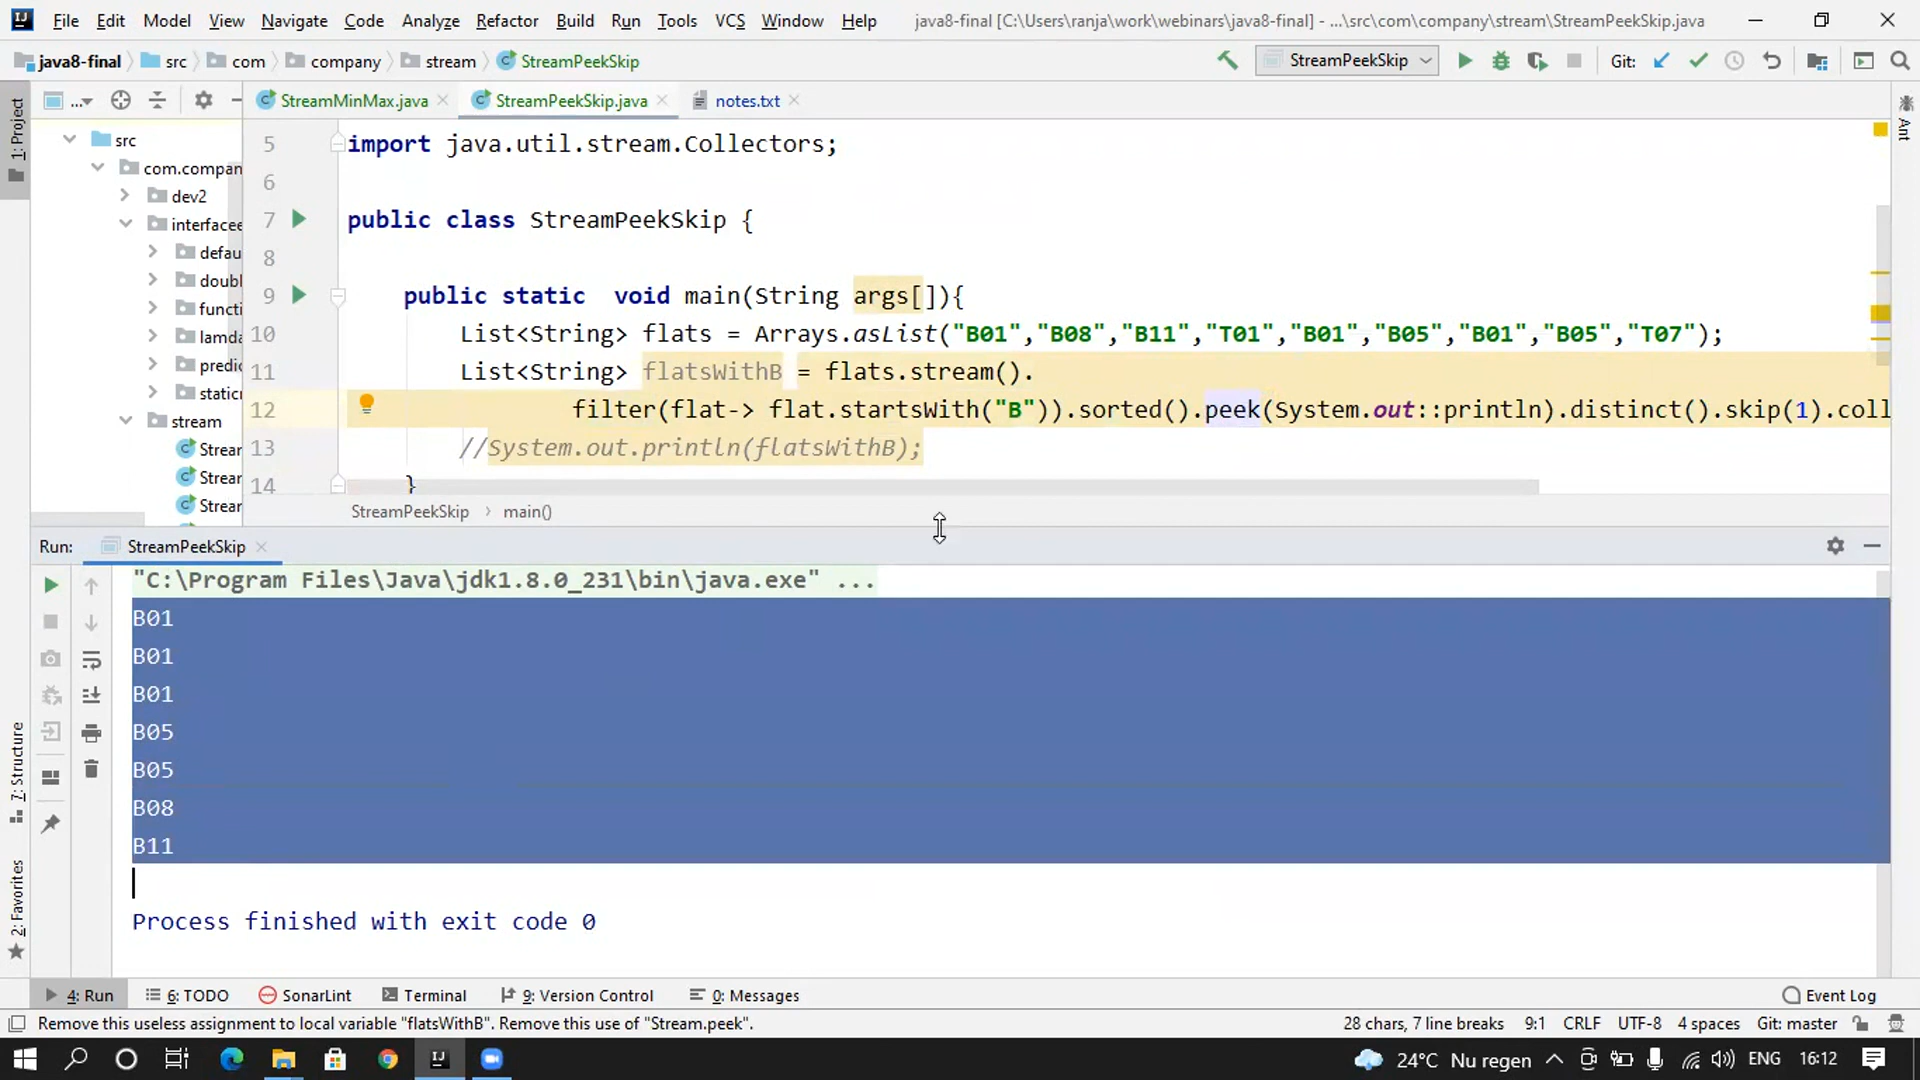 File Edit View Navigate Code Analyze Refactor Build Run Tools VCS Window Help java8-final [C:\Users\ranja\work\webinars\java8-final] - ...\src\com\company\stream\StreamPeekSkip.java
java8-final src com company stream StreamPeekSkip StreamPeekSkip Git:
... StreamMinMax.java StreamPeekSkip.java notes.txt
1: Project
Ant
src
com.compan
dev2
interfacee
defau
doubl
functi
lamda
predic
static
stream
Strear
Strear
Strear
5 import java.util.stream.Collectors;
6
7 public class StreamPeekSkip {
8
9 public static void main(String args[]){
10 List<String> flats = Arrays.asList("B01","B08","B11","T01","B01","B05","B01","B05","T07");
11 List<String> flatsWithB = flats.stream().
12 filter(flat-> flat.startsWith("B")).sorted().peek(System.out::println).distinct().skip(1).coll
13 //System.out.println(flatsWithB);
14 }
StreamPeekSkip main()
Run: StreamPeekSkip
"C:\Program Files\Java\jdk1.8.0_231\bin\java.exe" ...
B01
B01
B01
B05
B05
B08
B11
Process finished with exit code 0
7: Structure
2: Favorites
4: Run 6: TODO SonarLint Terminal 9: Version Control 0: Messages Event Log
Remove this useless assignment to local variable "flatsWithB". Remove this use of "Stream.peek". 28 chars, 7 line breaks 9:1 CRLF UTF-8 4 spaces Git: master
24°C Nu regen ENG 16:12